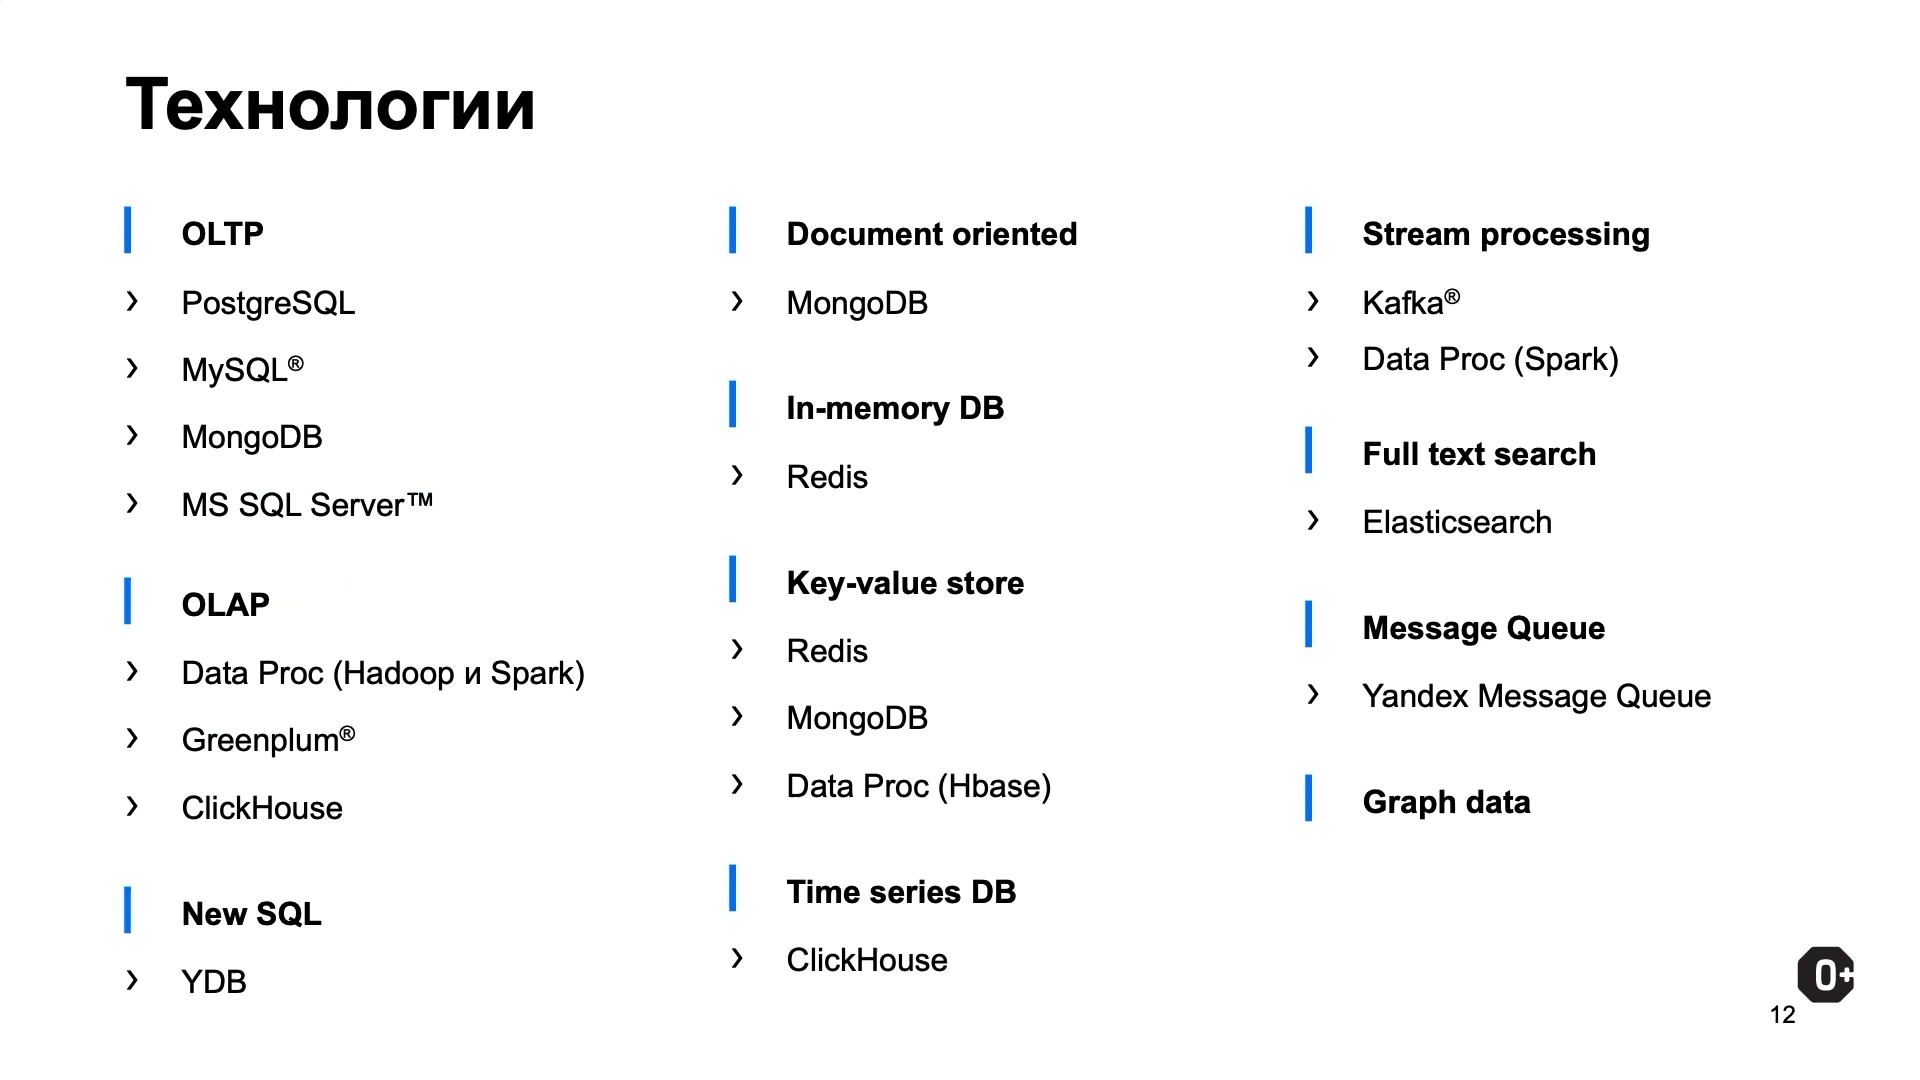 Технологии
OLTP
PostgreSQL
MySQL®
MongoDB
MS SQL Server™
OLAP
Data Proc (Hadoop и Spark)
Greenplum®
ClickHouse
New SQL
YDB
Document oriented
MongoDB
In-memory DB
Redis
Key-value store
Redis
MongoDB
Data Proc (Hbase)
Time series DB
ClickHouse
Stream processing
Kafka®
Data Proc (Spark)
Full text search
Elasticsearch
Message Queue
Yandex Message Queue
Graph data
0+
12